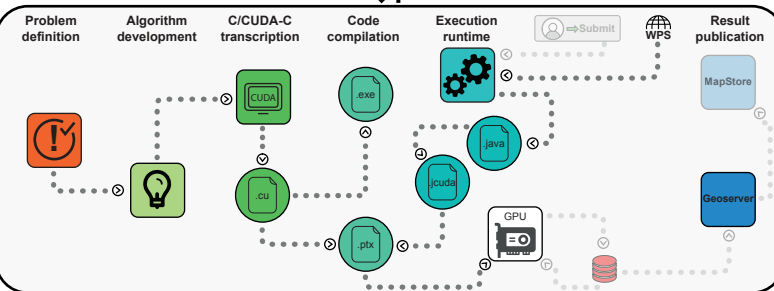 Problem
definition
Algorithm
development
C/CUDA-C
transcription
Code
compilation
Execution
runtime
Submit
WPS
Result
publication
CUDA
.exe
MapStore
.java
.jcuda
.cu
Geoserver
GPU
.ptx